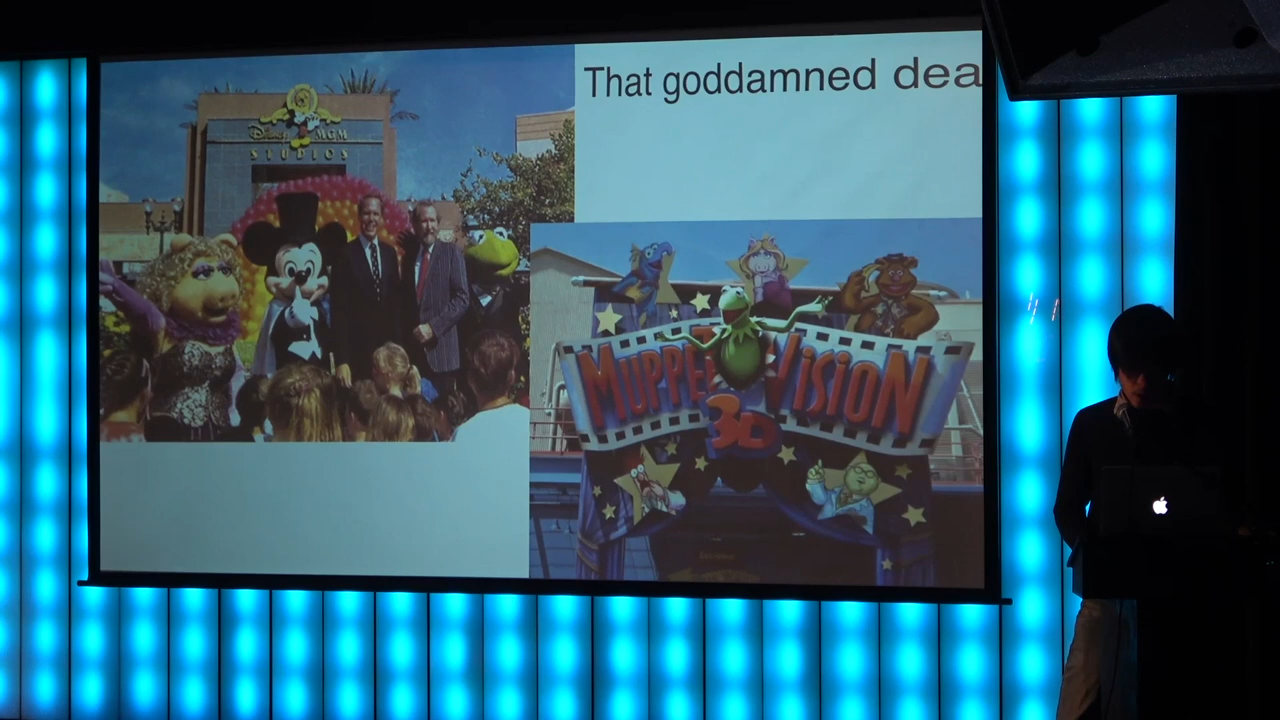 That goddamned dea
Disney MGM
STUDIOS
MUPPET VISION
3D